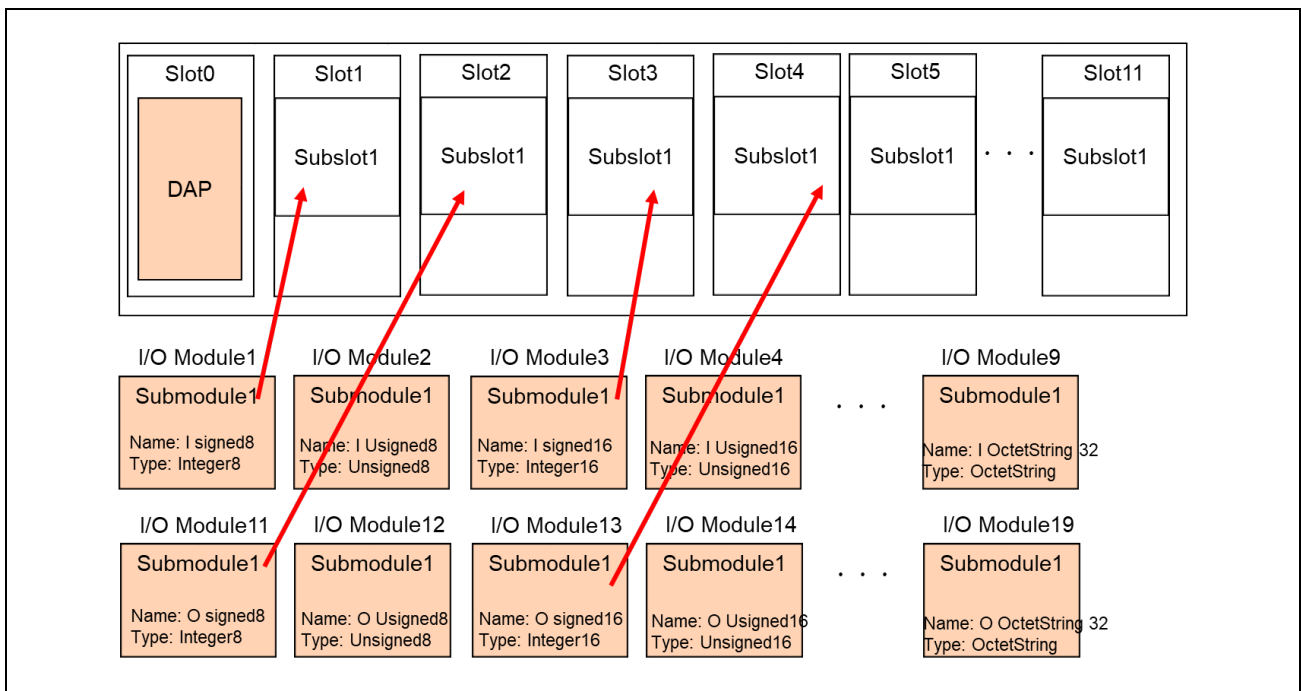 Slot0
Slot1
Slot2
Slot3
Slot4
Slot5
Slot11
DAP
Subslot1
Subslot1
Subslot1
Subslot1
Subslot1
. . .
Subslot1
I/O Module1
I/O Module2
I/O Module3
I/O Module4
I/O Module9
Submodule1
Name: I signed8
Type: Integer8
Submodule1
Name: I Usigned8
Type: Unsigned8
Submodule1
Name: I signed16
Type: Integer16
Submodule1
Name: I Usigned16
Type: Unsigned16
. . .
Submodule1
Name: I OctetString 32
Type: OctetString
I/O Module11
I/O Module12
I/O Module13
I/O Module14
I/O Module19
Submodule1
Name: O signed8
Type: Integer8
Submodule1
Name: O Usigned8
Type: Unsigned8
Submodule1
Name: O signed16
Type: Integer16
Submodule1
Name: O Usigned16
Type: Unsigned16
. . .
Submodule1
Name: O OctetString 32
Type: OctetString